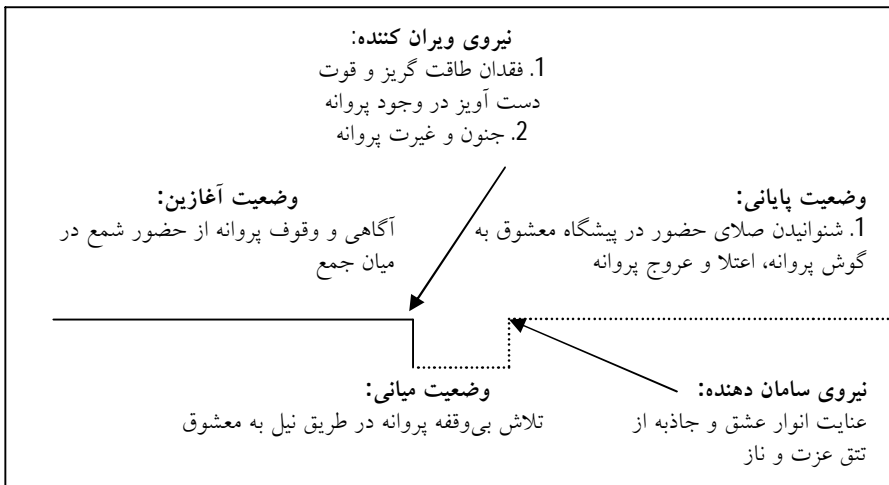 نیروی ویران کننده:
1. فقدان طاقت گریز و قوت
دست آویز در وجود پروانه
2. جنون و غیرت پروانه
وضعیت آغازین:
آگاهی و وقوف پروانه از حضور شمع در
میان جمع
وضعیت پایانی:
1. شنوانیدن صلای حضور در پیشگاه معشوق به
گوش پروانه، اعتلا و عروج پروانه
وضعیت میانی:
تلاش بی‌وقفه پروانه در طریق نیل به معشوق
نیروی سامان دهنده:
عنایت انوار عشق و جاذبه از
تتق عزت و ناز